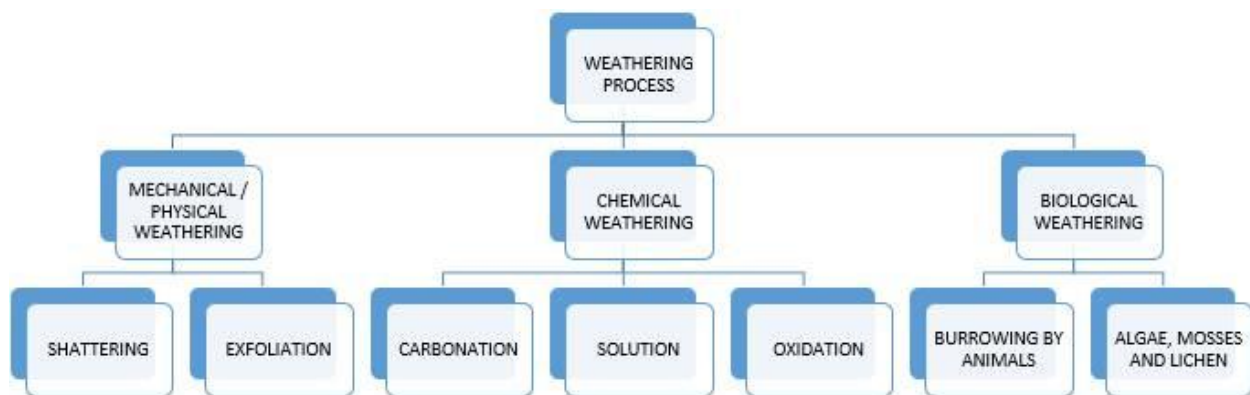 WEATHERING
PROCESS
MECHANICAL /
PHYSICAL
WEATHERING
CHEMICAL
WEATHERING
BIOLOGICAL
WEATHERING
SHATTERING
EXFOLIATION
CARBONATION
SOLUTION
OXIDATION
BURROWING BY
ANIMALS
ALGAE, MOSSES
AND LICHEN